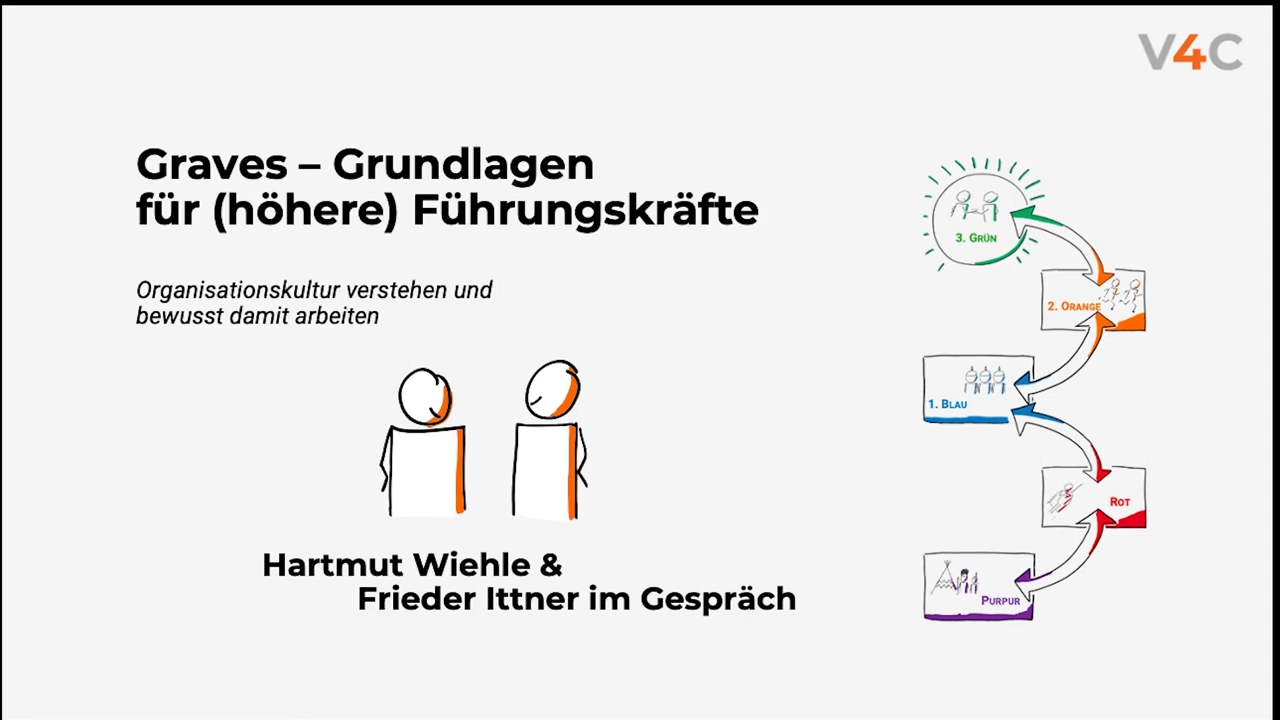 V4C
Graves – Grundlagen
für (höhere) Führungskräfte
Organisationskultur verstehen und
bewusst damit arbeiten
Hartmut Wiehle &
Frieder Ittner im Gespräch
3. Grün
2. Orange
1. Blau
Rot
Purpur